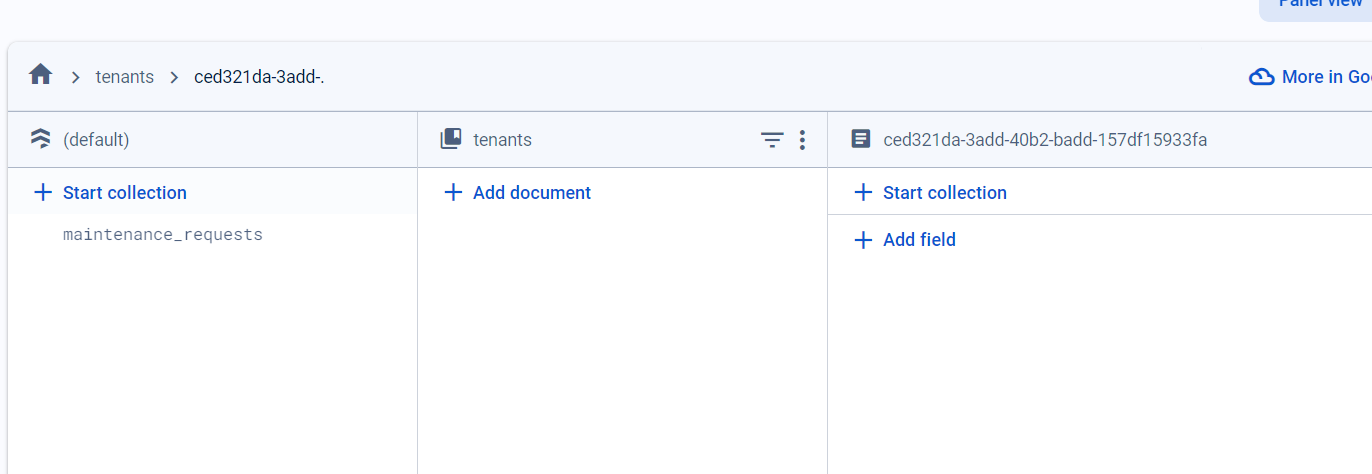 Panel view
tenants
ced321da-3add-.
More in Goo
(default)
tenants
ced321da-3add-40b2-badd-157df15933fa
Start collection
Add document
Start collection
maintenance_requests
Add field